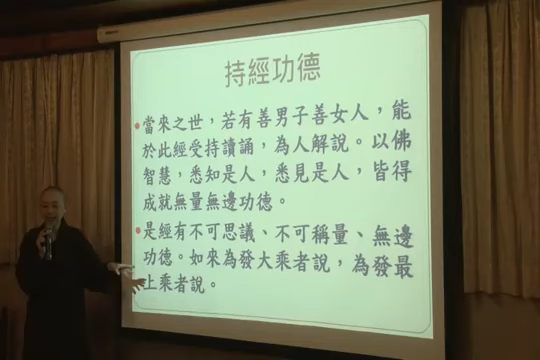 持經功德
當來之世，若有善男子善女人，能
於此經受持讀誦，為人解說。以佛
智慧，悉知是人，悉見是人，皆得
成就無量無邊功德。
是經有不可思議、不可稱量、無邊
功德。如來為發大乘者說，為發最
上乘者說。